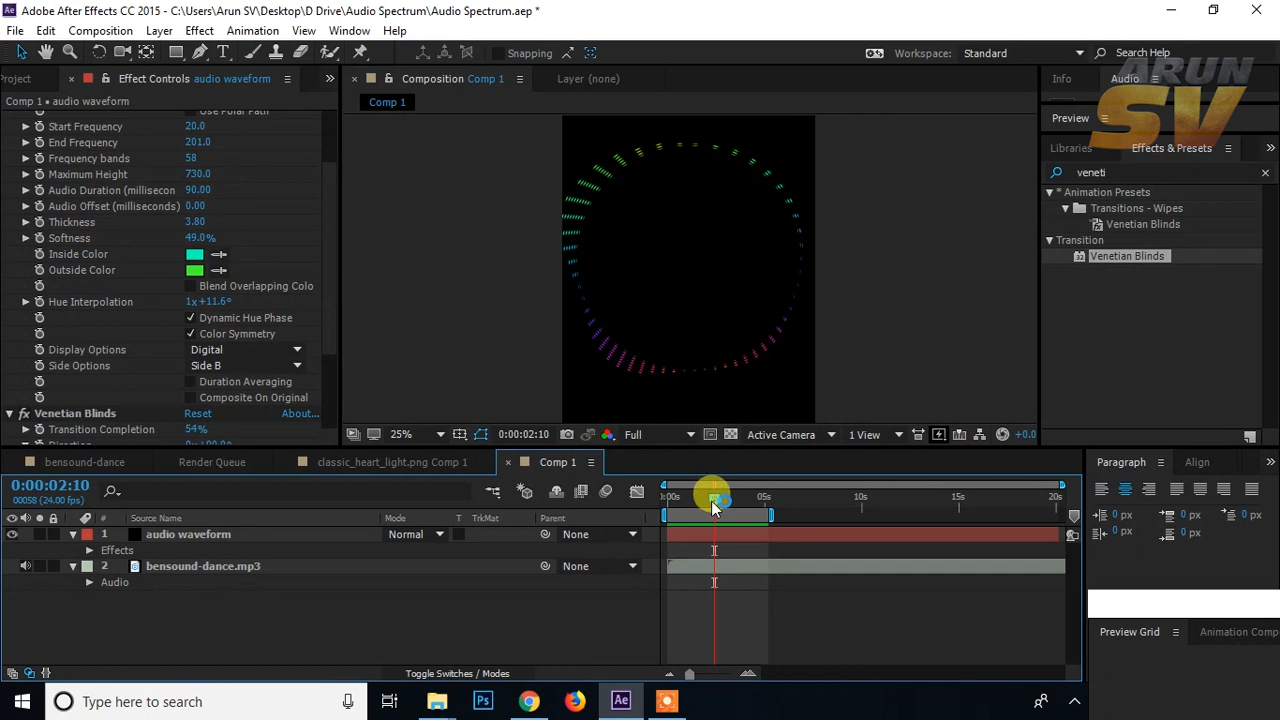 Adobe After Effects CC 2015 - C:\Users\Arun SV\Desktop\D Drive\Audio Spectrum\Audio Spectrum.aep *
File Edit Composition Layer Effect Animation View Window Help
Snapping Workspace: Standard Search Help
Project Effect Controls audio waveform Composition Comp 1 Layer (none) Info Audio
ARUN
SV
Comp 1 • audio waveform Comp 1
Preview
Use Polar Path
Start Frequency 20.0
End Frequency 201.0
Frequency bands 58
Maximum Height 730.0
Audio Duration (millisecon 90.00
Audio Offset (milliseconds) 0.00
Thickness 3.80
Softness 49.0%
Inside Color
Outside Color
Blend Overlapping Colo
Hue Interpolation 1x+11.6°
Dynamic Hue Phase
Color Symmetry
Display Options Digital
Side Options Side B
Duration Averaging
Composite On Original
Venetian Blinds Reset About...
Transition Completion 54%
Direction
Libraries Effects & Presets
veneti
* Animation Presets
Transitions - Wipes
Venetian Blinds
Transition
Venetian Blinds
25% 0:00:02:10 Full Active Camera 1 View +0.0
bensound-dance Render Queue classic_heart_light.png Comp 1 Comp 1
0:00:02:10
00058 (24.00 fps)
):00s 05s 10s 15s 20s
# Source Name Mode T TrkMat Parent
1 audio waveform Normal None
Effects
2 bensound-dance.mp3 None
Audio
Toggle Switches / Modes
Paragraph Align
0 px 0 px 0 px
0 px 0 px
Preview Grid Animation Comp
Type here to search
Ps
Ae